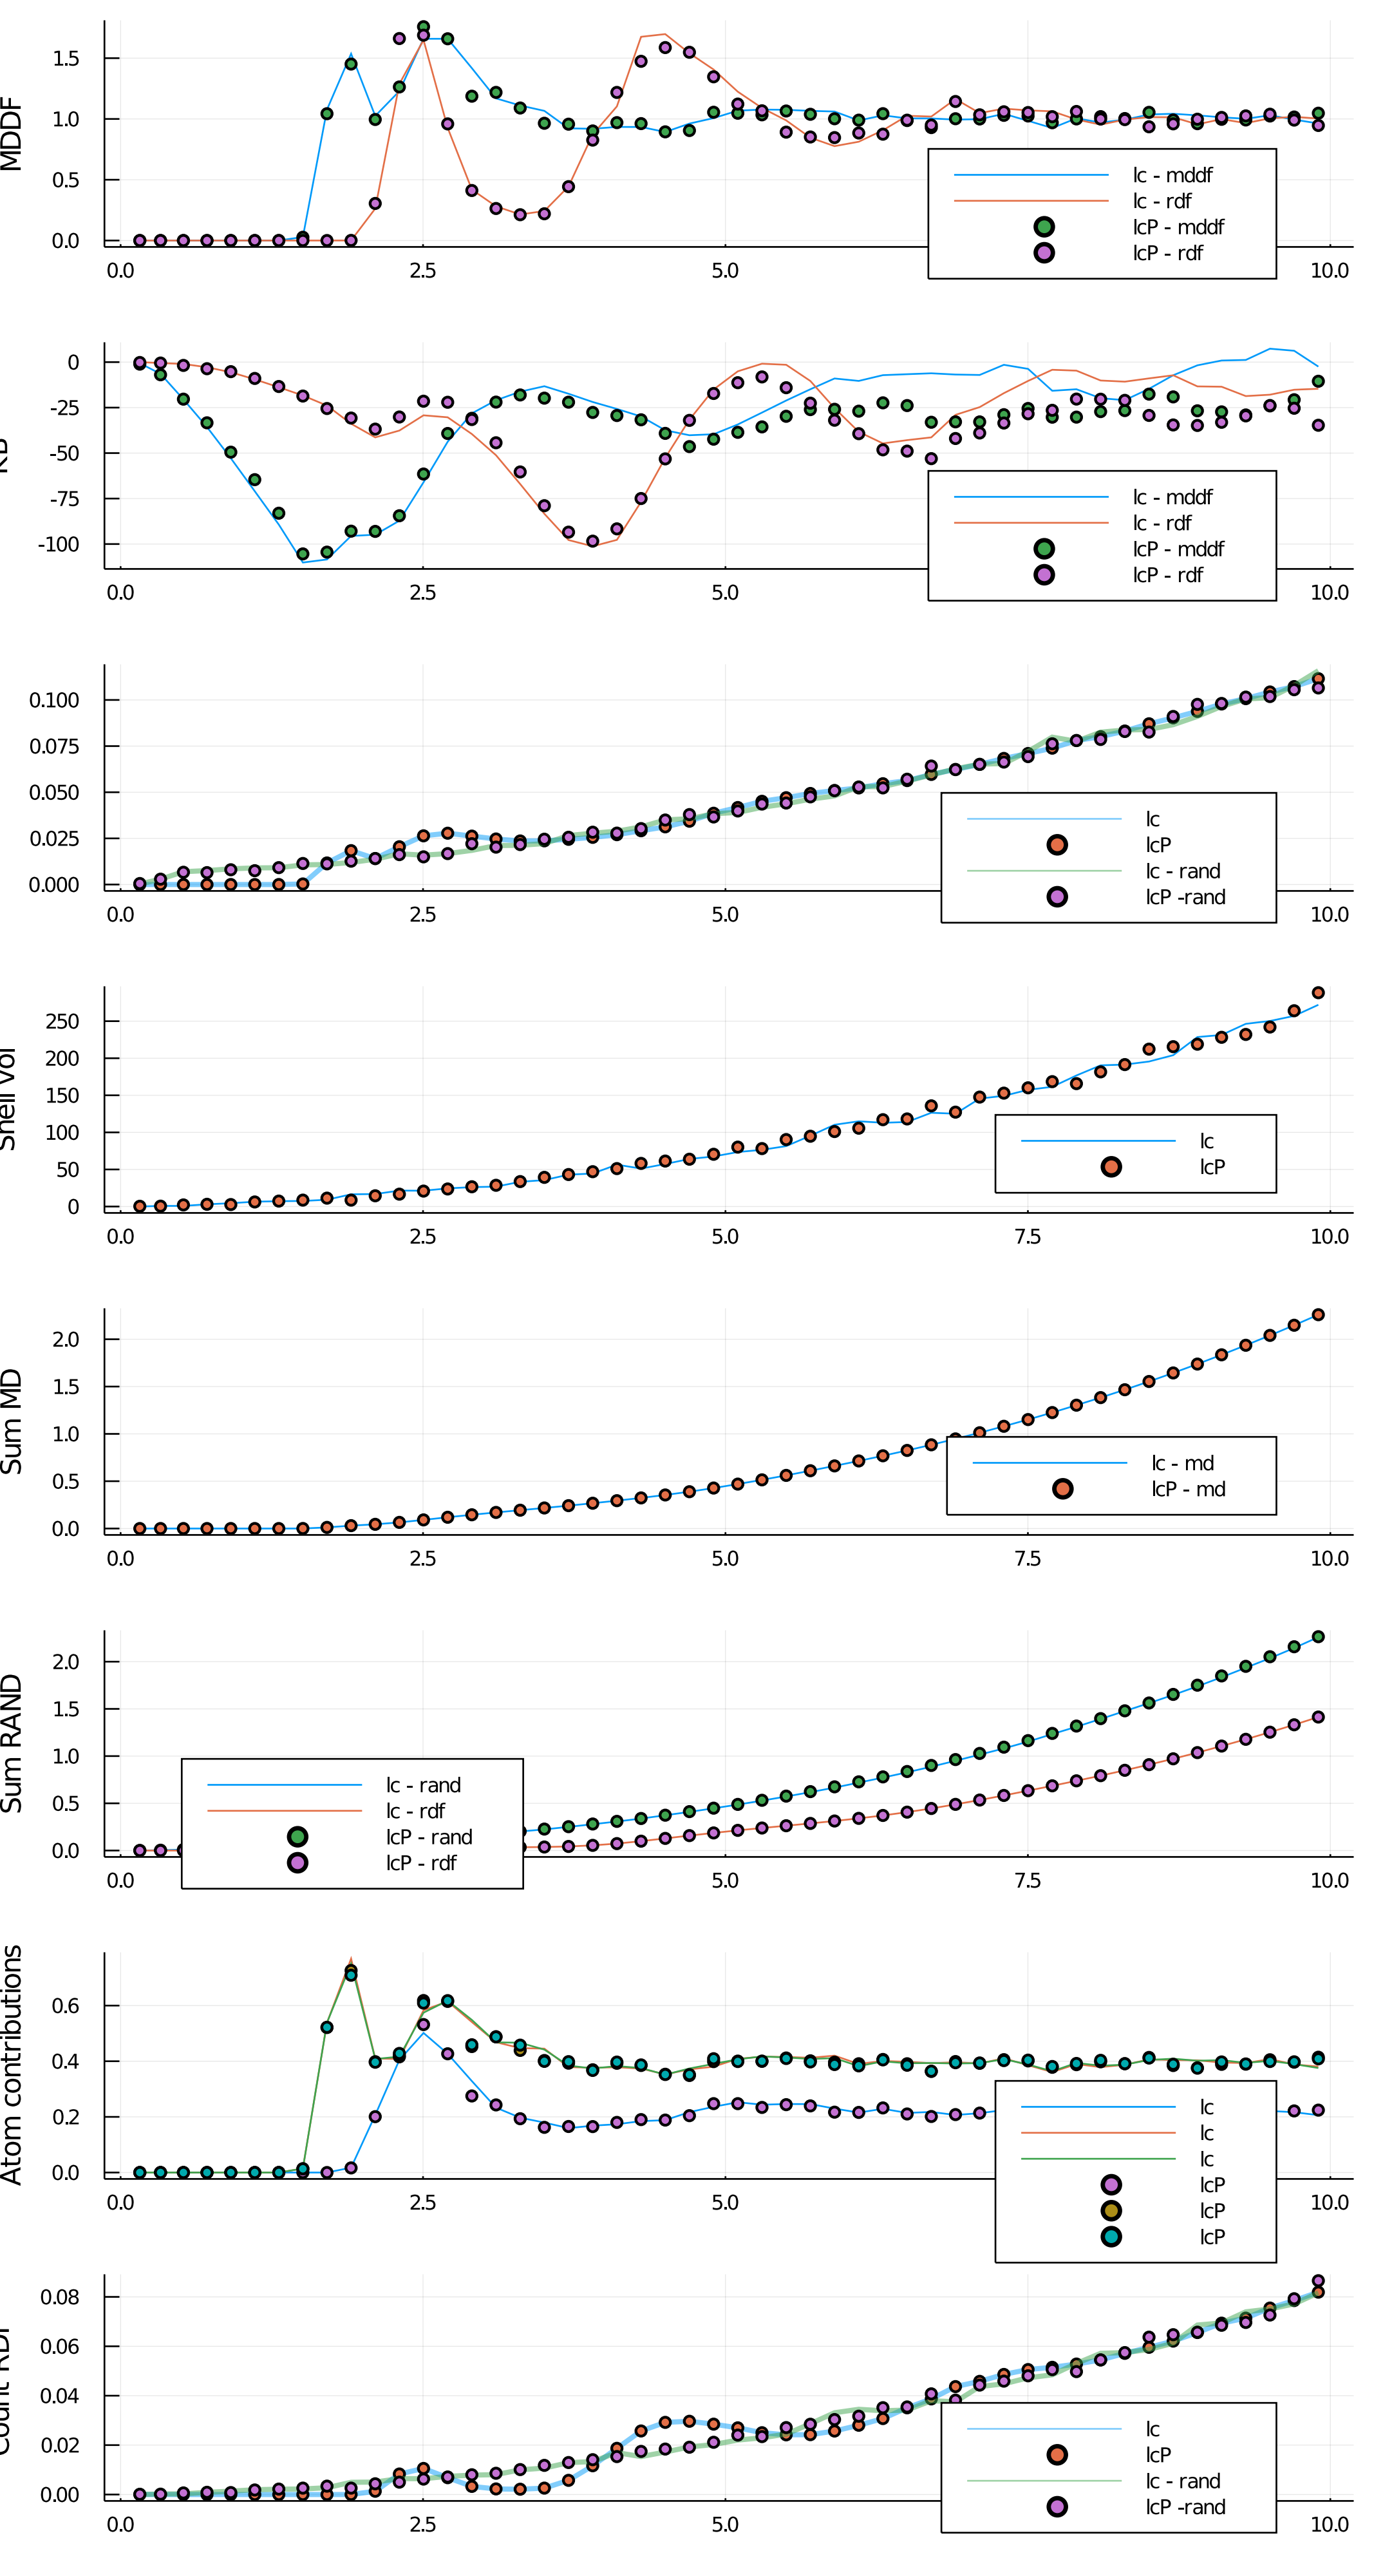 MDDF
1.5
1.0
0.5
0.0
lc - mddf
lc - rdf
lcP - mddf
lcP - rdf
0.0 2.5 5.0 10.0
KB
0
-25
-50
-75
-100
lc - mddf
lc - rdf
lcP - mddf
lcP - rdf
0.0 2.5 5.0 10.0
0.100
0.075
0.050
0.025
0.000
lc
lcP
lc - rand
lcP -rand
0.0 2.5 5.0 10.0
Shell vol
250
200
150
100
50
0
lc
lcP
0.0 2.5 5.0 7.5 10.0
Sum MD
2.0
1.5
1.0
0.5
0.0
lc - md
lcP - md
0.0 2.5 5.0 7.5 10.0
Sum RAND
2.0
1.5
1.0
0.5
0.0
lc - rand
lc - rdf
lcP - rand
lcP - rdf
0.0 5.0 7.5 10.0
Atom contributions
0.6
0.4
0.2
0.0
lc
lc
lc
lcP
lcP
lcP
0.0 2.5 5.0 10.0
Count RDF
0.08
0.06
0.04
0.02
0.00
lc
lcP
lc - rand
lcP -rand
0.0 2.5 5.0 10.0